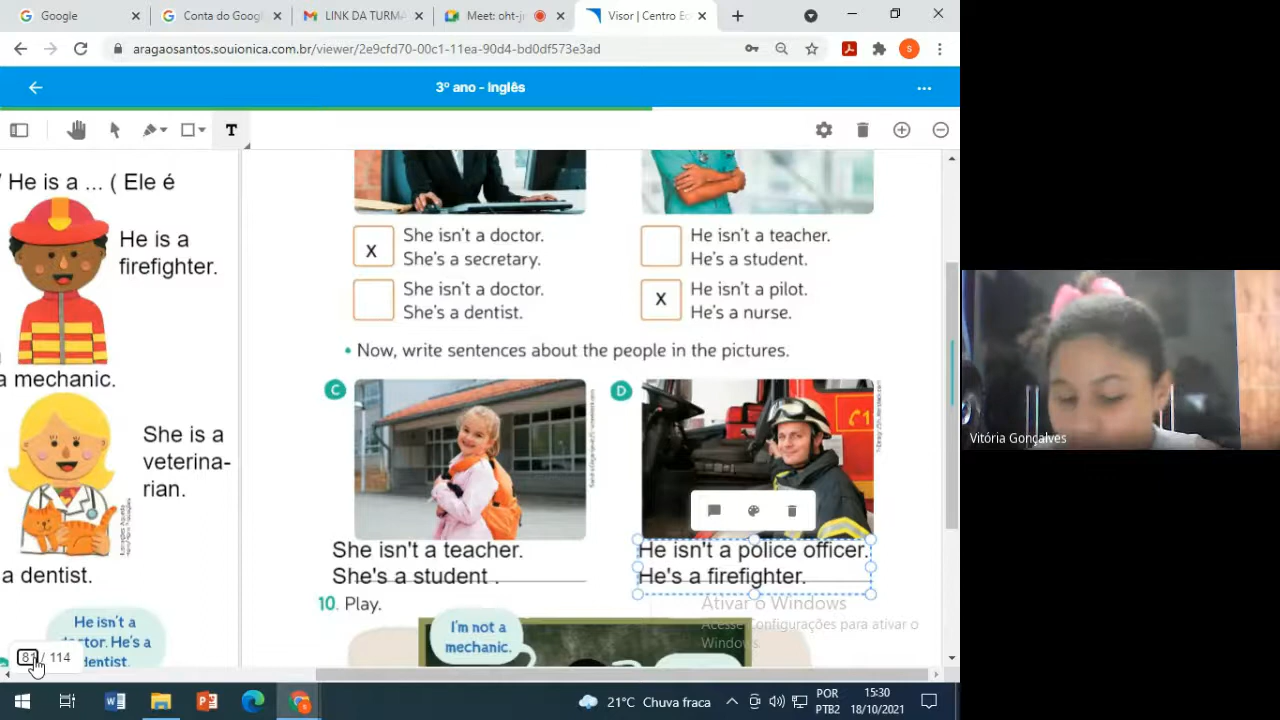 Google
Conta do Googl
LINK DA TURMA
Meet: oht-j
Visor | Centro Ed
aragaosantos.souionica.com.br/viewer/2e9cfd70-00c1-11ea-90d4-bd0df573e3ad
S
3º ano - Inglês
T
He is a ... ( Ele é
He is a
firefighter.
a mechanic.
She is a
veterina-
rian.
a dentist.
He isn't a
doctor. He's a
dentist.
81 / 114
x
She isn't a doctor.
She's a secretary.
She isn't a doctor.
She's a dentist.
He isn't a teacher.
He's a student.
x
He isn't a pilot.
He's a nurse.
• Now, write sentences about the people in the pictures.
C
D
She isn't a teacher.
She's a student .
He isn't a police officer.
He's a firefighter.
10. Play.
I'm not a
mechanic.
Ativar o Windows
Acesse Configurações para ativar o
Windows.
Vitória Gonçalves
21°C Chuva fraca
POR
PTB2
15:30
18/10/2021